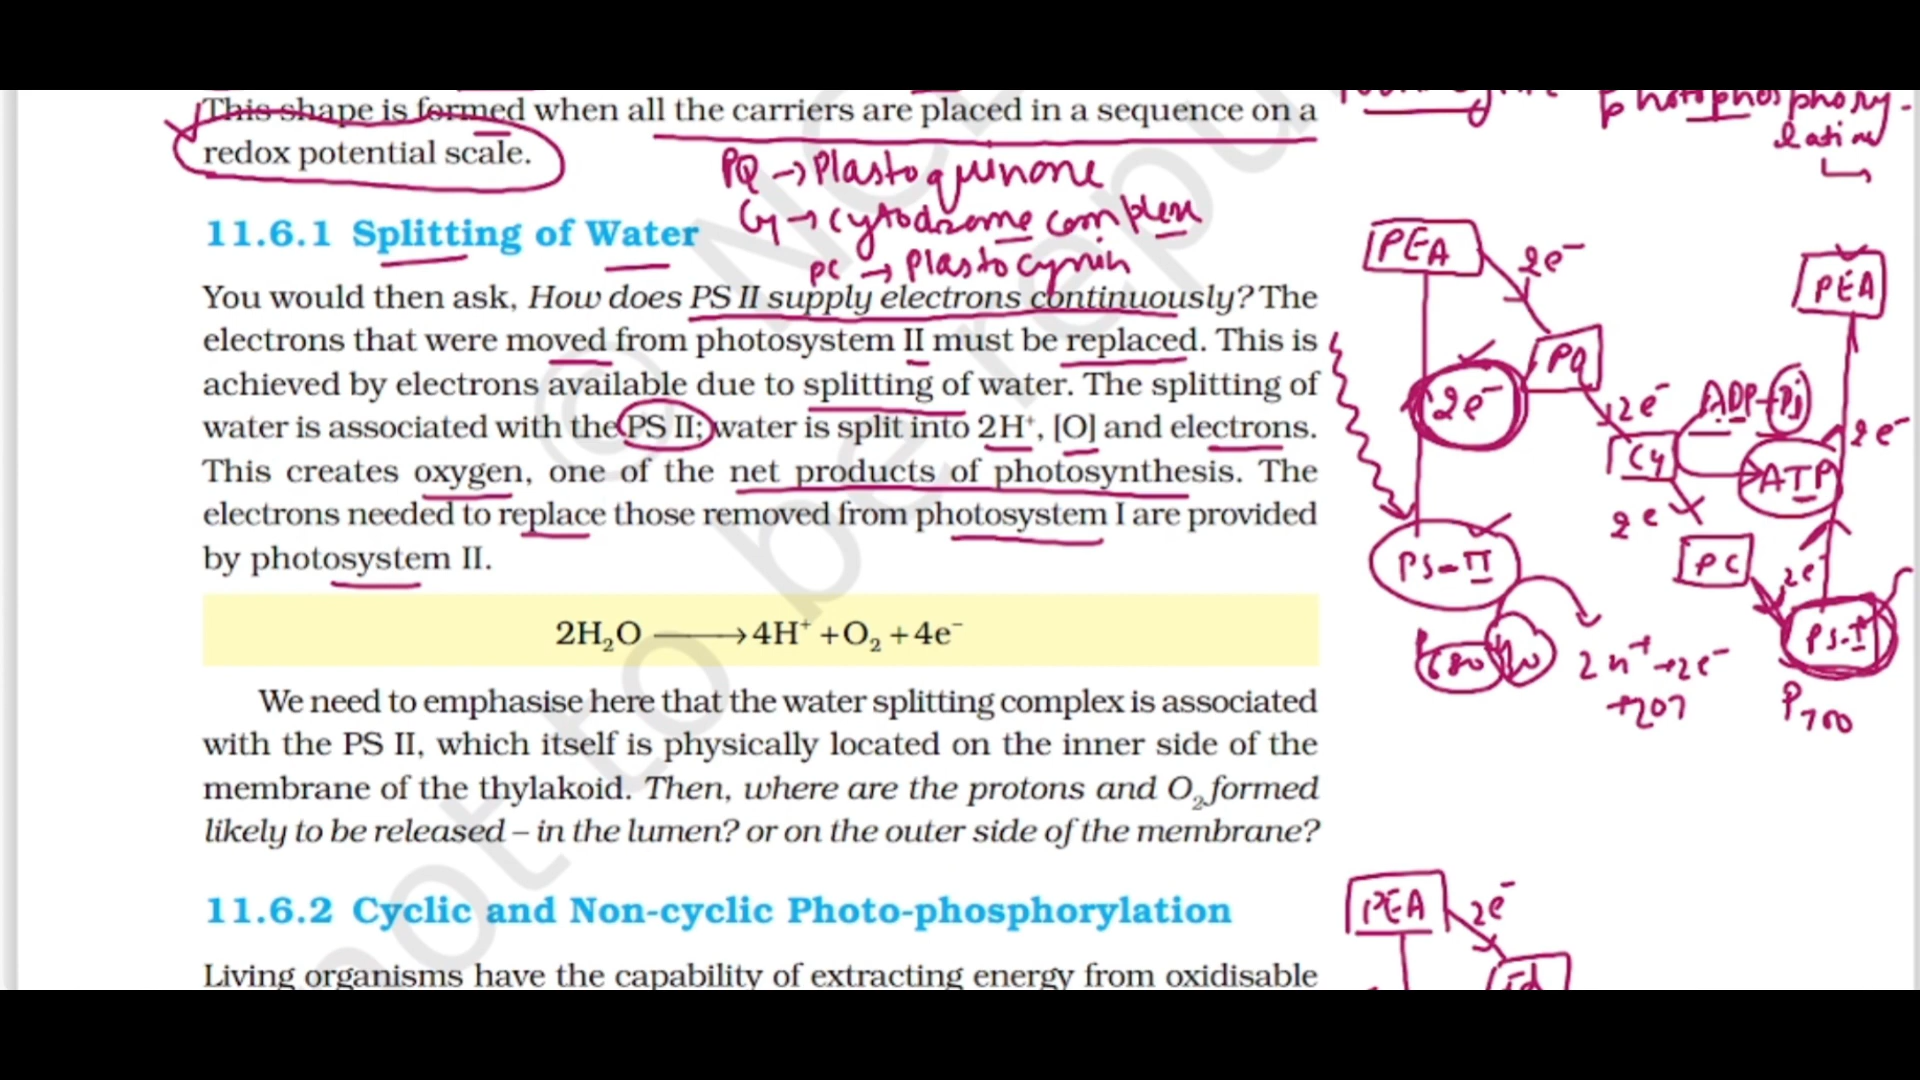 This shape is formed when all the carriers are placed in a sequence on a
redox potential scale.
photophosphory-
lation
PQ → Plastoquinone
Cy → cytochrome complex
PC → Plastocynin
11.6.1 Splitting of Water
You would then ask, How does PS II supply electrons continuously? The
electrons that were moved from photosystem II must be replaced. This is
achieved by electrons available due to splitting of water. The splitting of
water is associated with the PS II; water is split into 2H⁺, [O] and electrons.
This creates oxygen, one of the net products of photosynthesis. The
electrons needed to replace those removed from photosystem I are provided
by photosystem II.
2H₂O ⟶ 4H⁺ + O₂ + 4e⁻
We need to emphasise here that the water splitting complex is associated
with the PS II, which itself is physically located on the inner side of the
membrane of the thylakoid. Then, where are the protons and O₂ formed
likely to be released – in the lumen? or on the outer side of the membrane?
11.6.2 Cyclic and Non-cyclic Photo-phosphorylation
Living organisms have the capability of extracting energy from oxidisable
PEA
2e⁻
PEA
PQ
2e⁻
2e⁻
ADP+Pi
2e⁻
Cy
ATP
2e
PC
2e⁻
PS-II
PS-I
680
2H⁺+2e⁻
P700
PEA
2e⁻
Fd
not to be